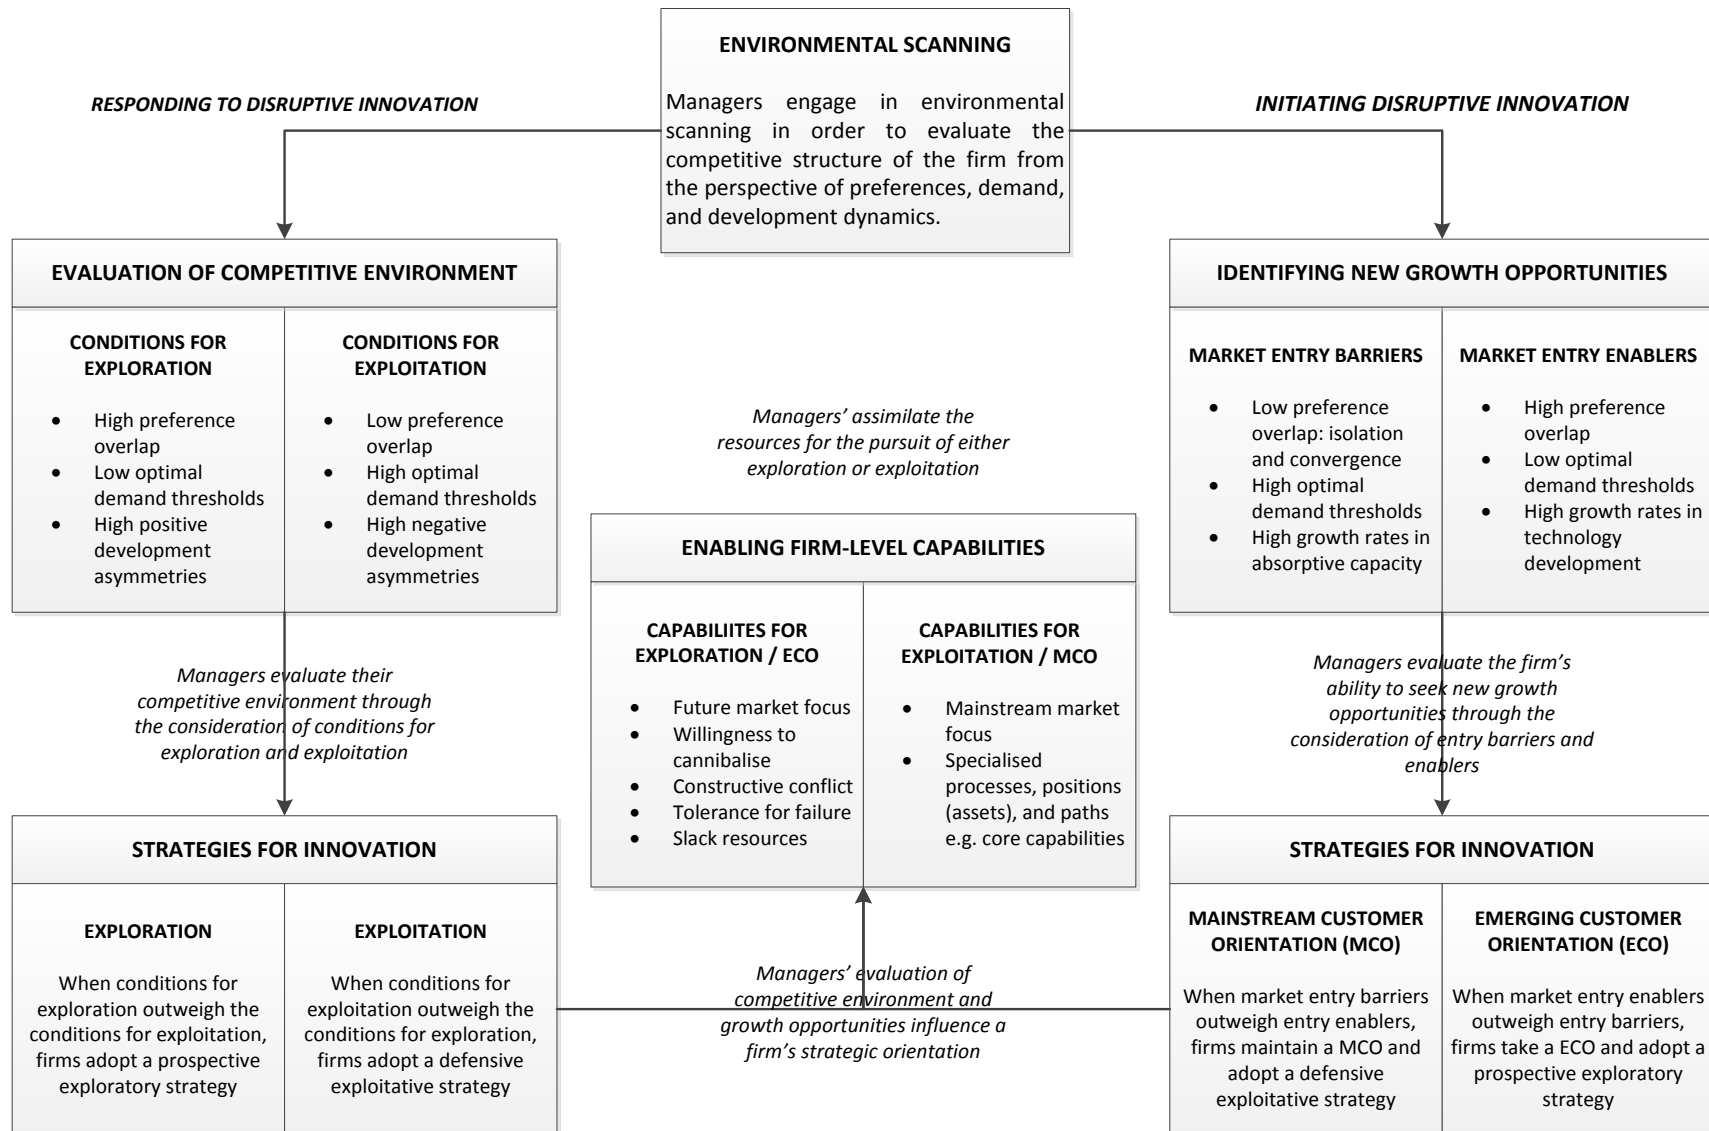 ENVIRONMENTAL SCANNING
Managers engage in environmental
scanning in order to evaluate the
competitive structure of the firm from
the perspective of preferences, demand,
and development dynamics.
RESPONDING TO DISRUPTIVE INNOVATION
INITIATING DISRUPTIVE INNOVATION
EVALUATION OF COMPETITIVE ENVIRONMENT
CONDITIONS FOR
EXPLORATION
• High preference
overlap
• Low optimal
demand thresholds
• High positive
development
asymmetries
CONDITIONS FOR
EXPLOITATION
• Low preference
overlap
• High optimal
demand thresholds
• High negative
development
asymmetries
IDENTIFYING NEW GROWTH OPPORTUNITIES
MARKET ENTRY BARRIERS
• Low preference
overlap: isolation
and convergence
• High optimal
demand thresholds
• High growth rates in
absorptive capacity
MARKET ENTRY ENABLERS
• High preference
overlap
• Low optimal
demand thresholds
• High growth rates in
technology
development
Managers' assimilate the
resources for the pursuit of either
exploration or exploitation
ENABLING FIRM-LEVEL CAPABILITIES
CAPABILIITES FOR
EXPLORATION / ECO
• Future market focus
• Willingness to
cannibalise
• Constructive conflict
• Tolerance for failure
• Slack resources
CAPABILITIES FOR
EXPLOITATION / MCO
• Mainstream market
focus
• Specialised
processes, positions
(assets), and paths
e.g. core capabilities
Managers evaluate their
competitive environment through
the consideration of conditions for
exploration and exploitation
Managers evaluate the firm's
ability to seek new growth
opportunities through the
consideration of entry barriers and
enablers
STRATEGIES FOR INNOVATION
EXPLORATION
When conditions for
exploration outweigh the
conditions for exploitation,
firms adopt a prospective
exploratory strategy
EXPLOITATION
When conditions for
exploitation outweigh the
conditions for exploration,
firms adopt a defensive
exploitative strategy
Managers' evaluation of
competitive environment and
growth opportunities influence a
firm's strategic orientation
STRATEGIES FOR INNOVATION
MAINSTREAM CUSTOMER
ORIENTATION (MCO)
When market entry barriers
outweigh entry enablers,
firms maintain a MCO and
adopt a defensive
exploitative strategy
EMERGING CUSTOMER
ORIENTATION (ECO)
When market entry enablers
outweigh entry barriers,
firms take a ECO and adopt a
prospective exploratory
strategy